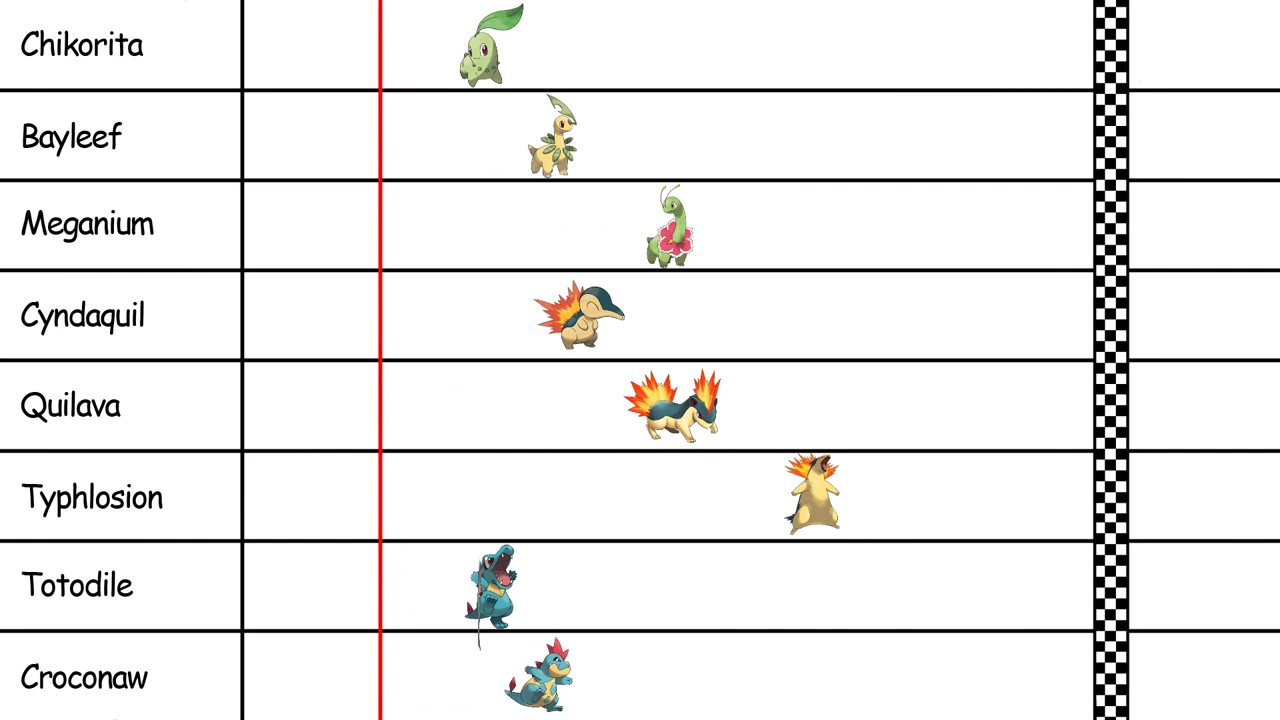 Chikorita
Bayleef
Meganium
Cyndaquil
Quilava
Typhlosion
Totodile
Croconaw